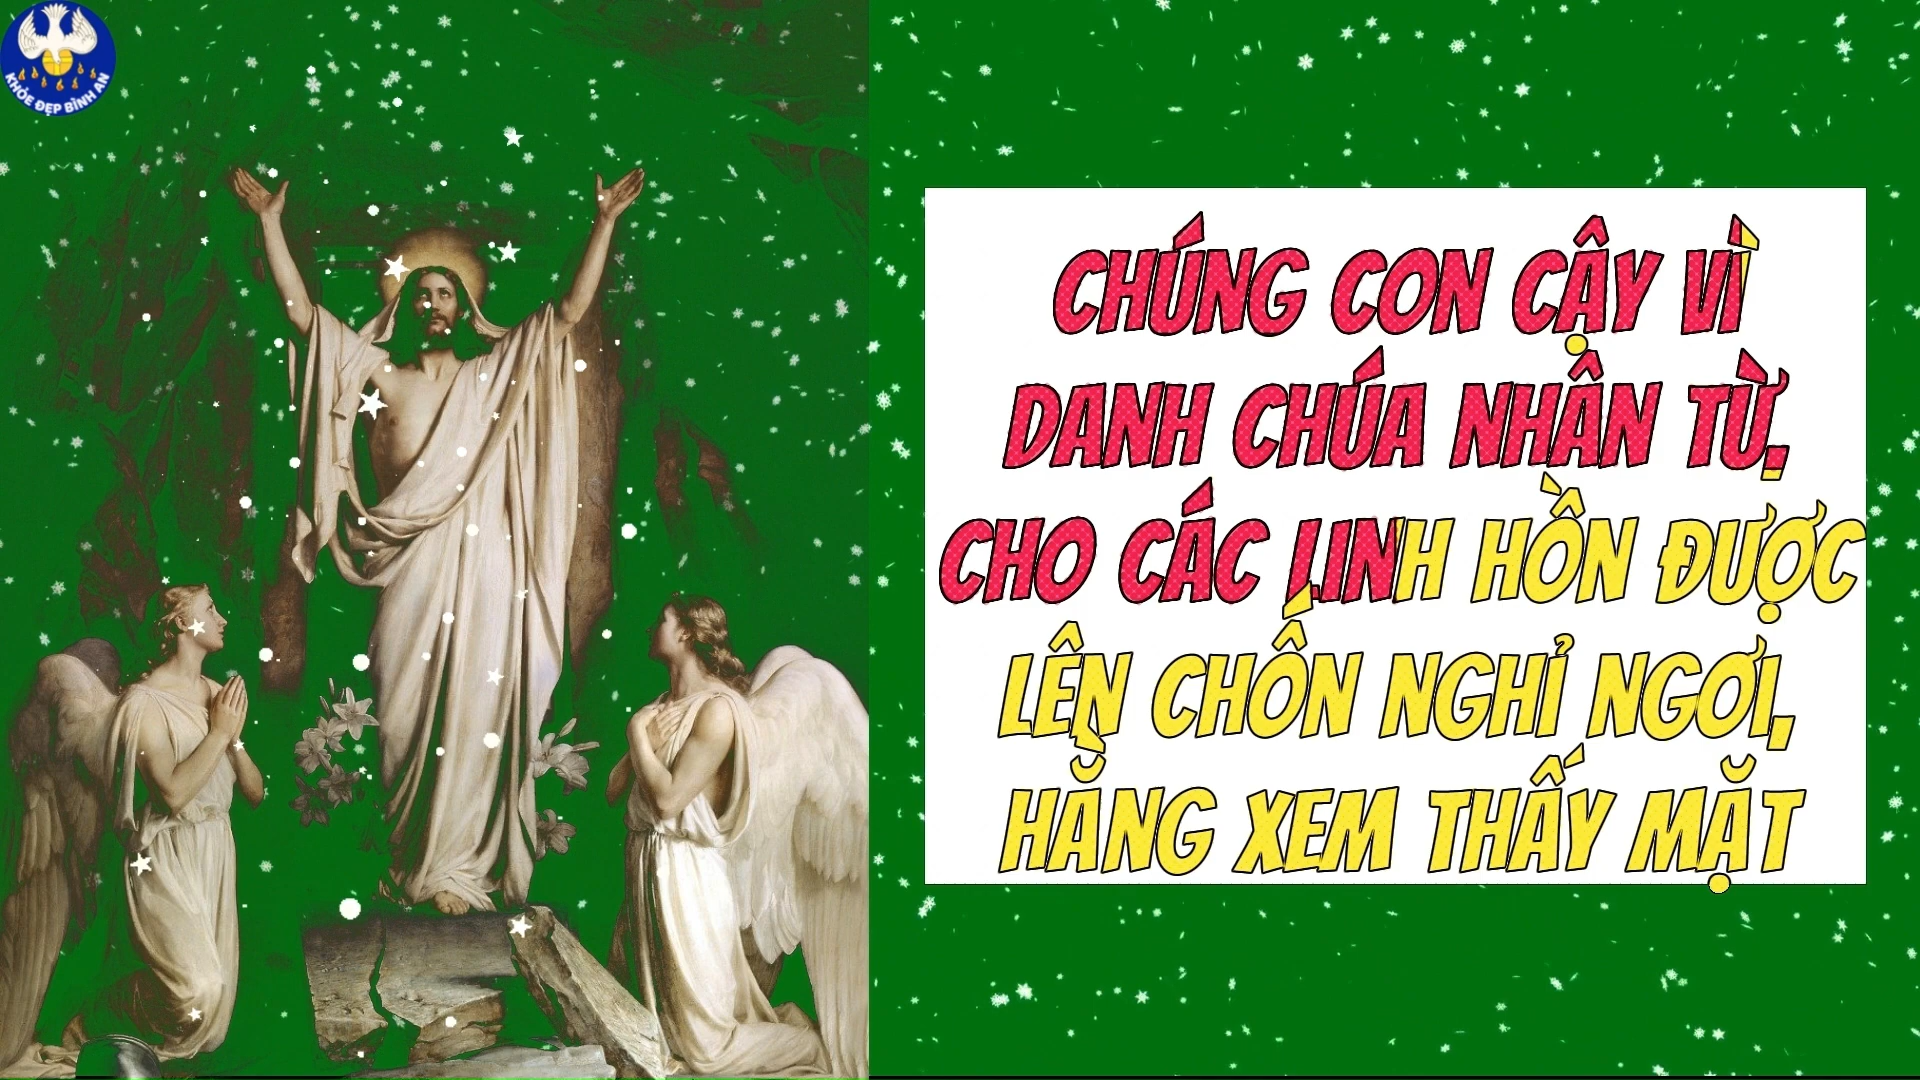 KHỎE ĐẸP BÌNH AN
CHÚNG CON CẬY VÌ
DANH CHÚA NHÂN TỪ,
CHO CÁC LINH HỒN ĐƯỢC
LÊN CHỐN NGHỈ NGƠI,
HẰNG XEM THẤY MẶT